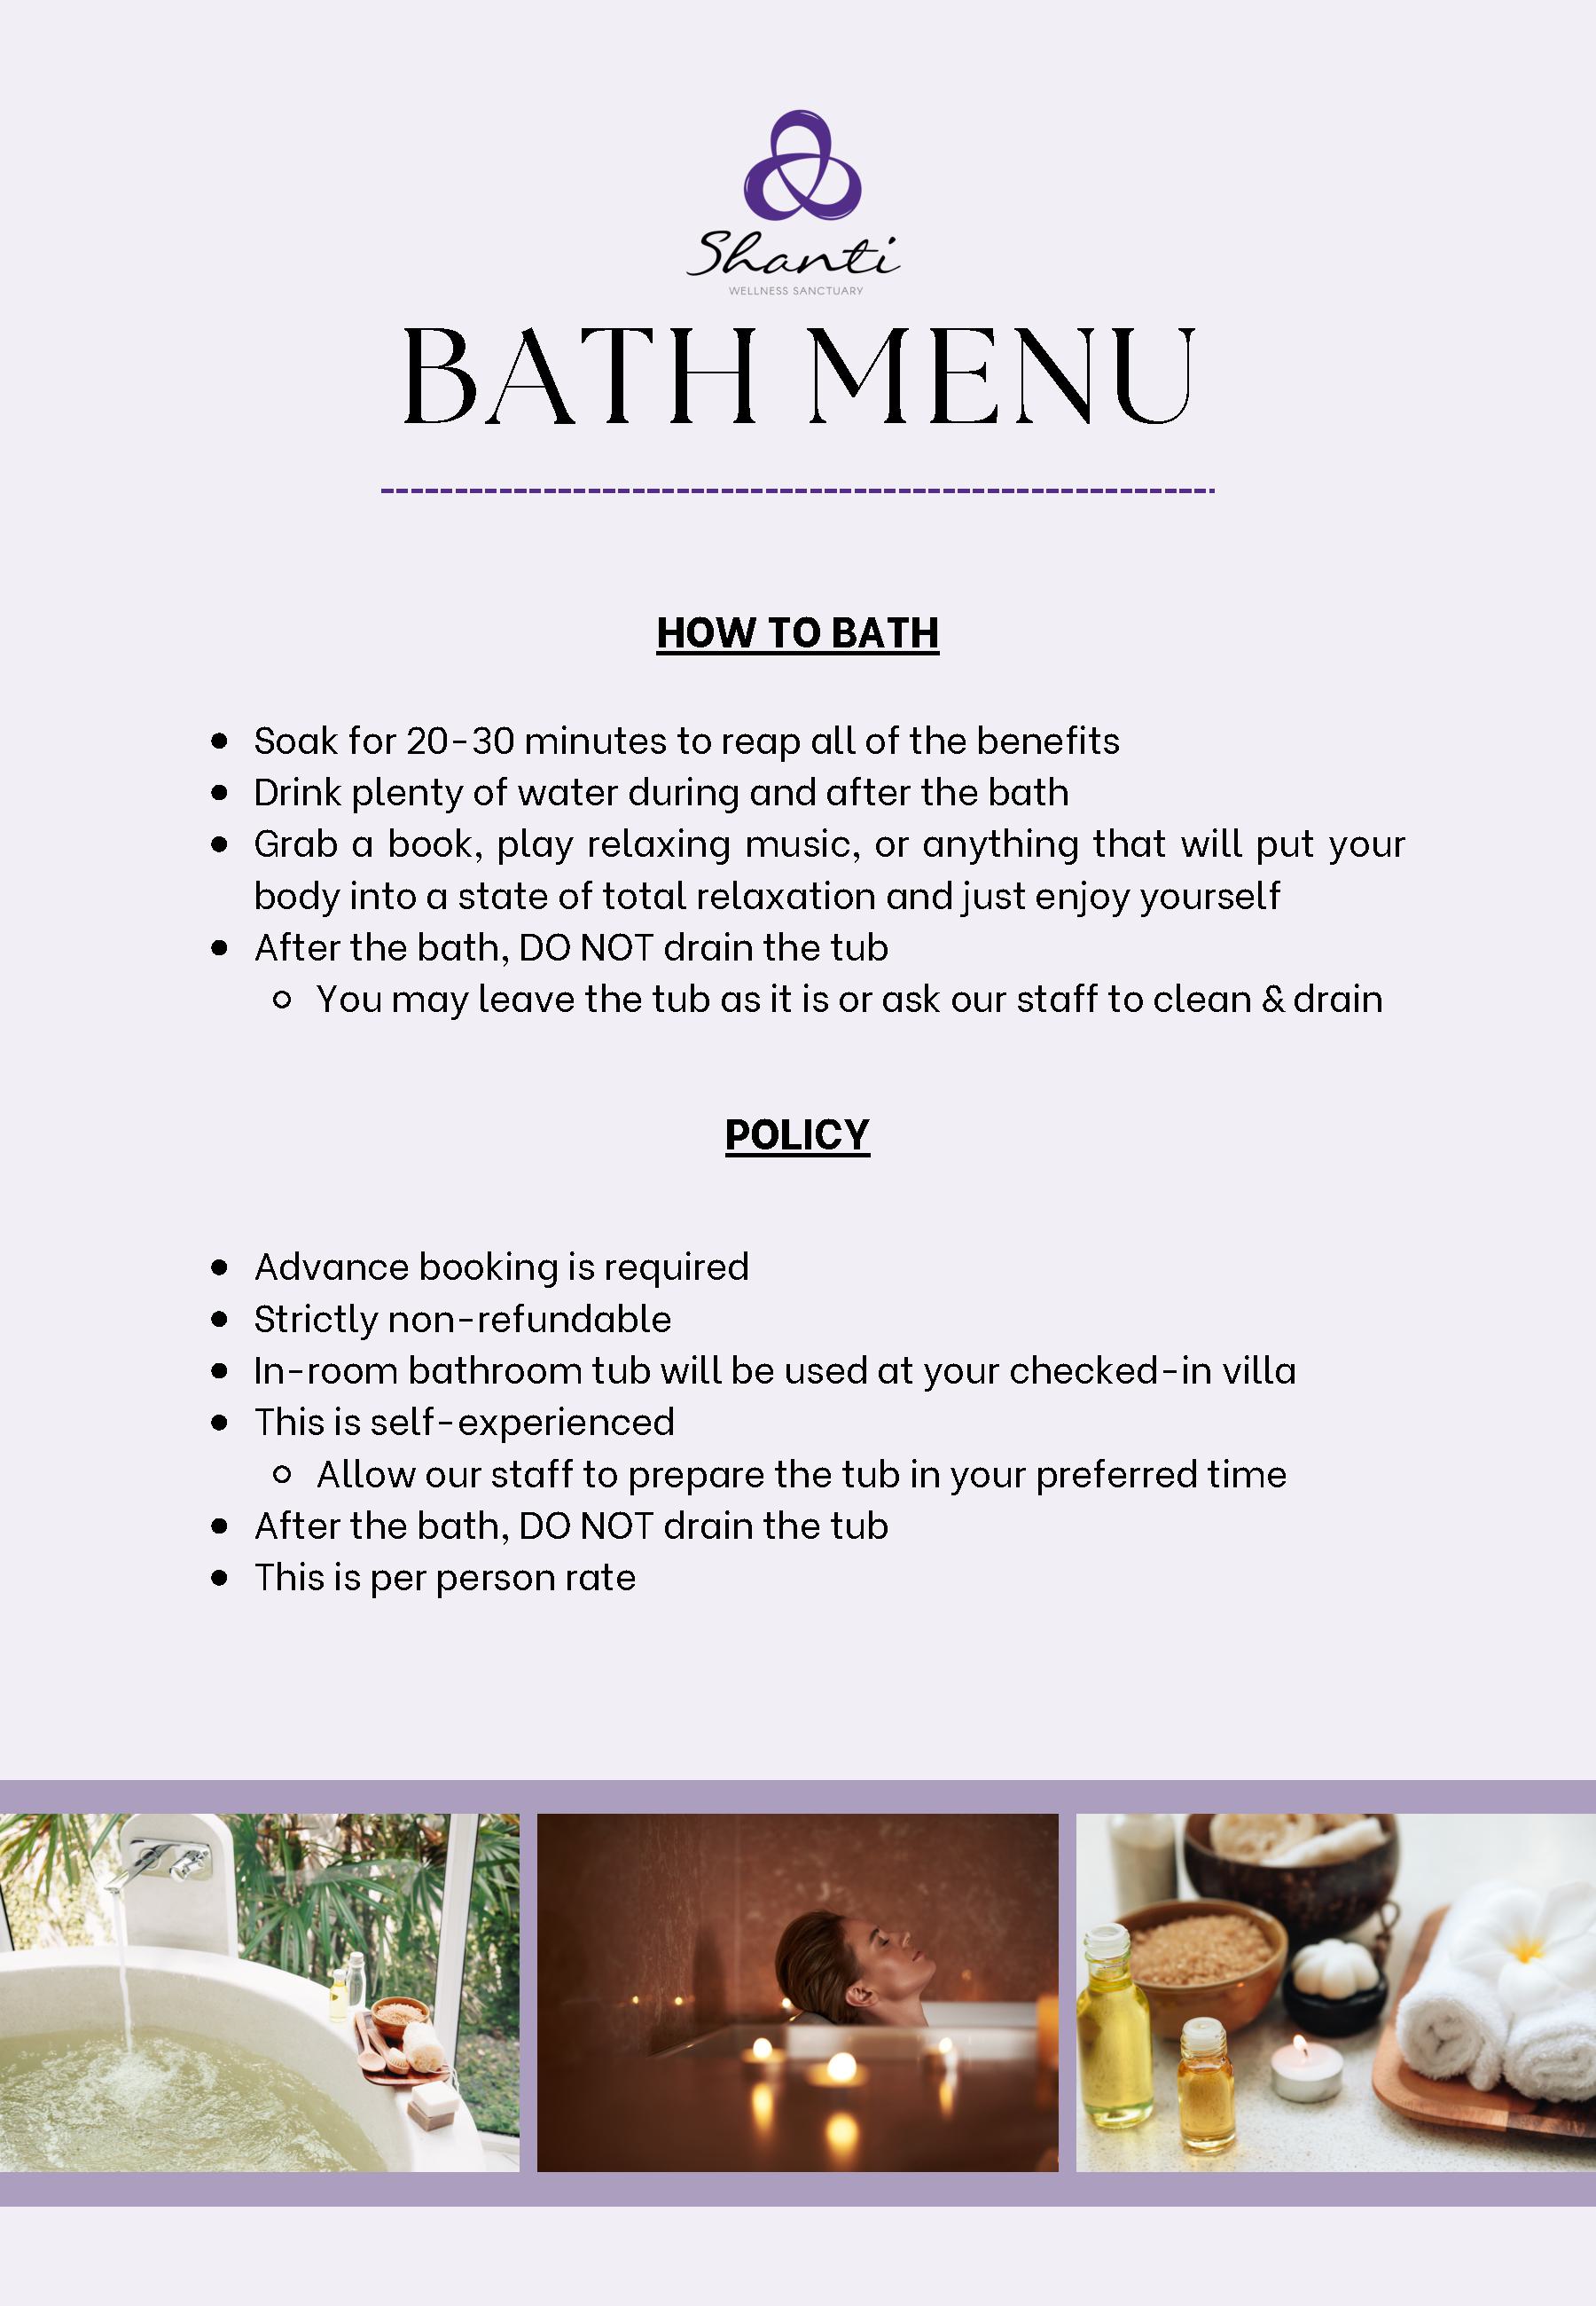 Shanti
WELLNESS SANCTUARY
BATH MENU
HOW TO BATH
Soak for 20-30 minutes to reap all of the benefits
Drink plenty of water during and after the bath
Grab a book, play relaxing music, or anything that will put your
body into a state of total relaxation and just enjoy yourself
After the bath, DO NOT drain the tub
You may leave the tub as it is or ask our staff to clean & drain
POLICY
Advance booking is required
Strictly non-refundable
In-room bathroom tub will be used at your checked-in villa
This is self-experienced
Allow our staff to prepare the tub in your preferred time
After the bath, DO NOT drain the tub
This is per person rate